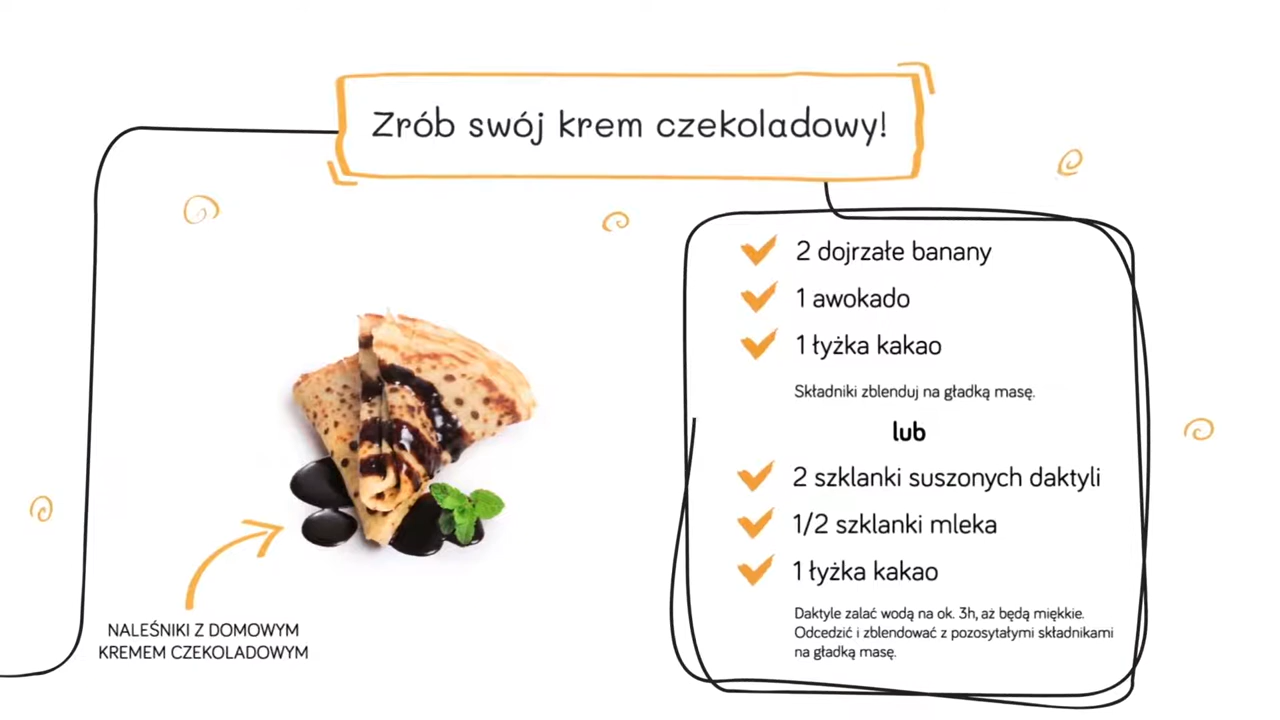 Zrób swój krem czekoladowy!
2 dojrzałe banany
1 awokado
1 łyżka kakao
Składniki zblenduj na gładką masę.
lub
2 szklanki suszonych daktyli
1/2 szklanki mleka
1 łyżka kakao
Daktyle zalać wodą na ok. 3h, aż będą miękkie.
Odcedzić i zblendować z pozosytałymi składnikami
na gładką masę.
NALEŚNIKI Z DOMOWYM
KREMEM CZEKOLADOWYM